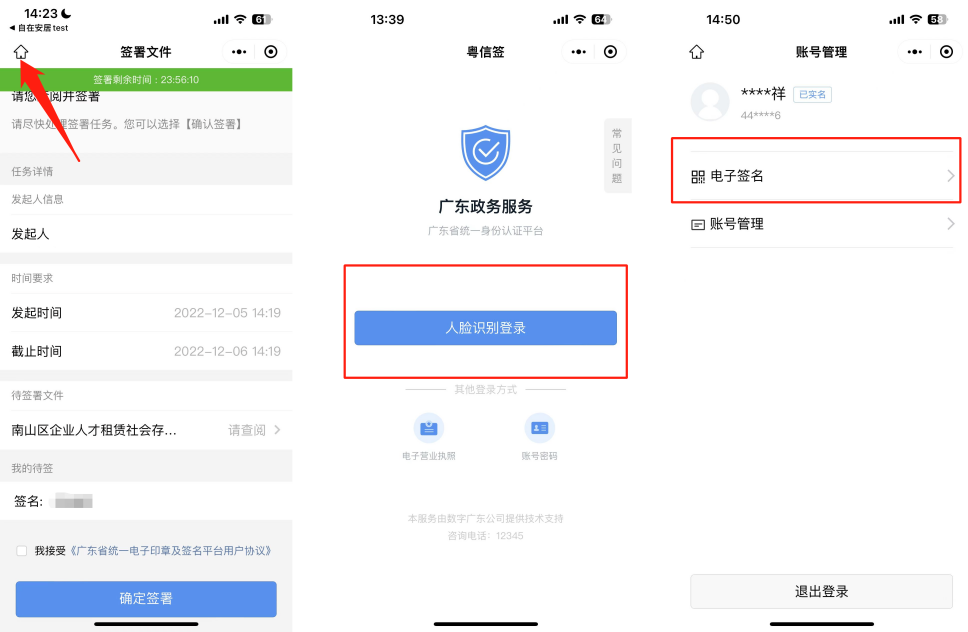 14:23
61
◀ 自在安居test
签署文件
签署剩余时间：23:56:10
请您
阅并签署
请尽快处理签署任务。您可以选择【确认签署】
任务详情
发起人信息
发起人
时间要求
发起时间
2022-12-05 14:19
截止时间
2022-12-06 14:19
待签署文件
南山区企业人才租赁社会存...
请查阅
我的待签
签名:
我接受《广东省统一电子印章及签名平台用户协议》
确定签署
13:39
64
粤信签
常见问题
广东政务服务
广东省统一身份认证平台
人脸识别登录
其他登录方式
电子营业执照
账号密码
本服务由数字广东公司提供技术支持
咨询电话：12345
14:50
53
账号管理
****祥
已实名
44****6
电子签名
账号管理
退出登录